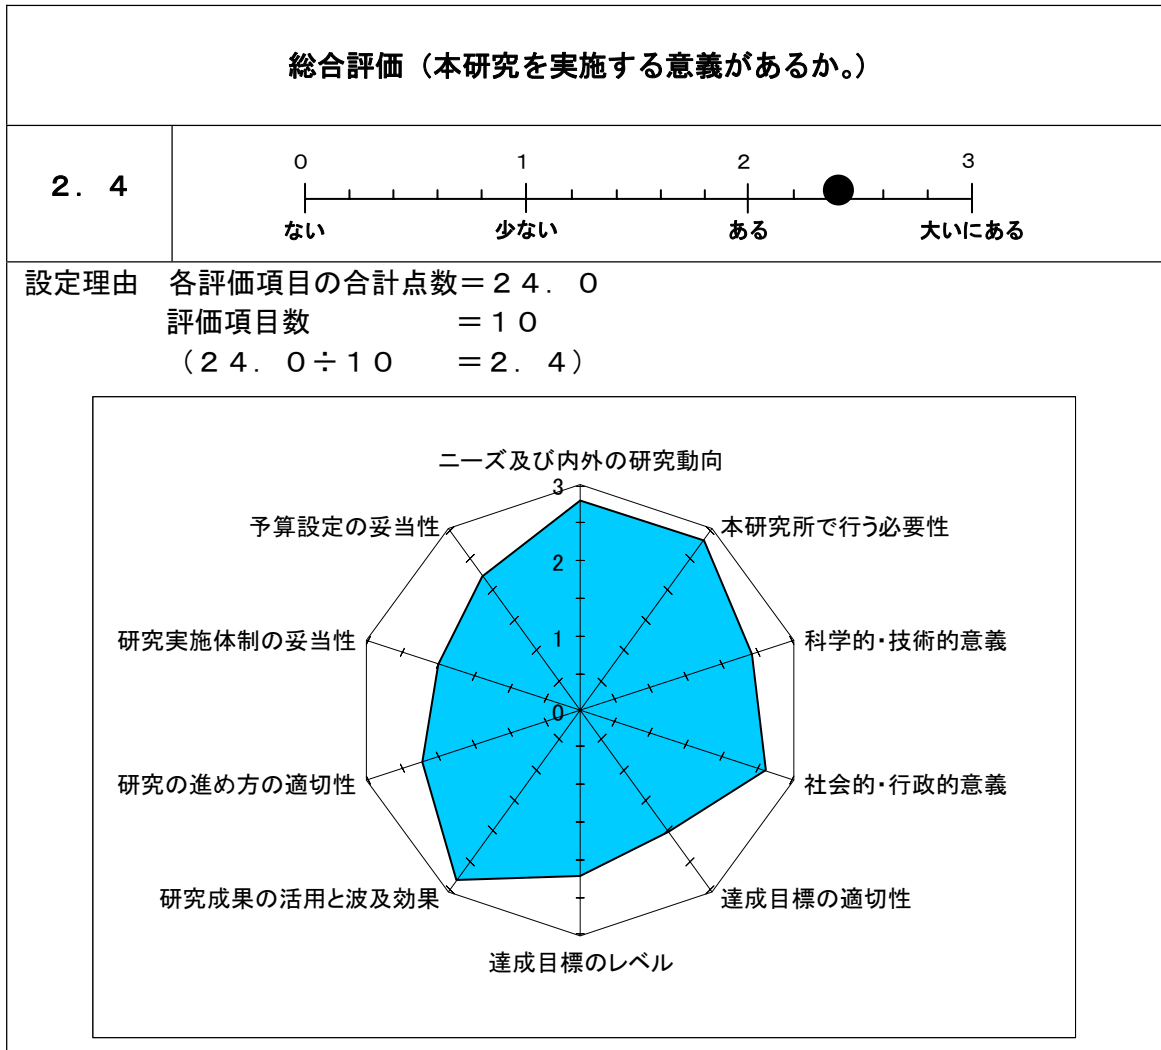 総合評価（本研究を実施する意義があるか。）
２．４
0 1 2 3
ない 少ない ある 大いにある
設定理由　各評価項目の合計点数＝２４．０
評価項目数　＝１０
（２４．０÷１０　＝２．４）
ニーズ及び内外の研究動向
3
予算設定の妥当性 本研究所で行う必要性
2
研究実施体制の妥当性 1 科学的・技術的意義
0
研究の進め方の適切性 社会的・行政的意義
研究成果の活用と波及効果 達成目標の適切性
達成目標のレベル